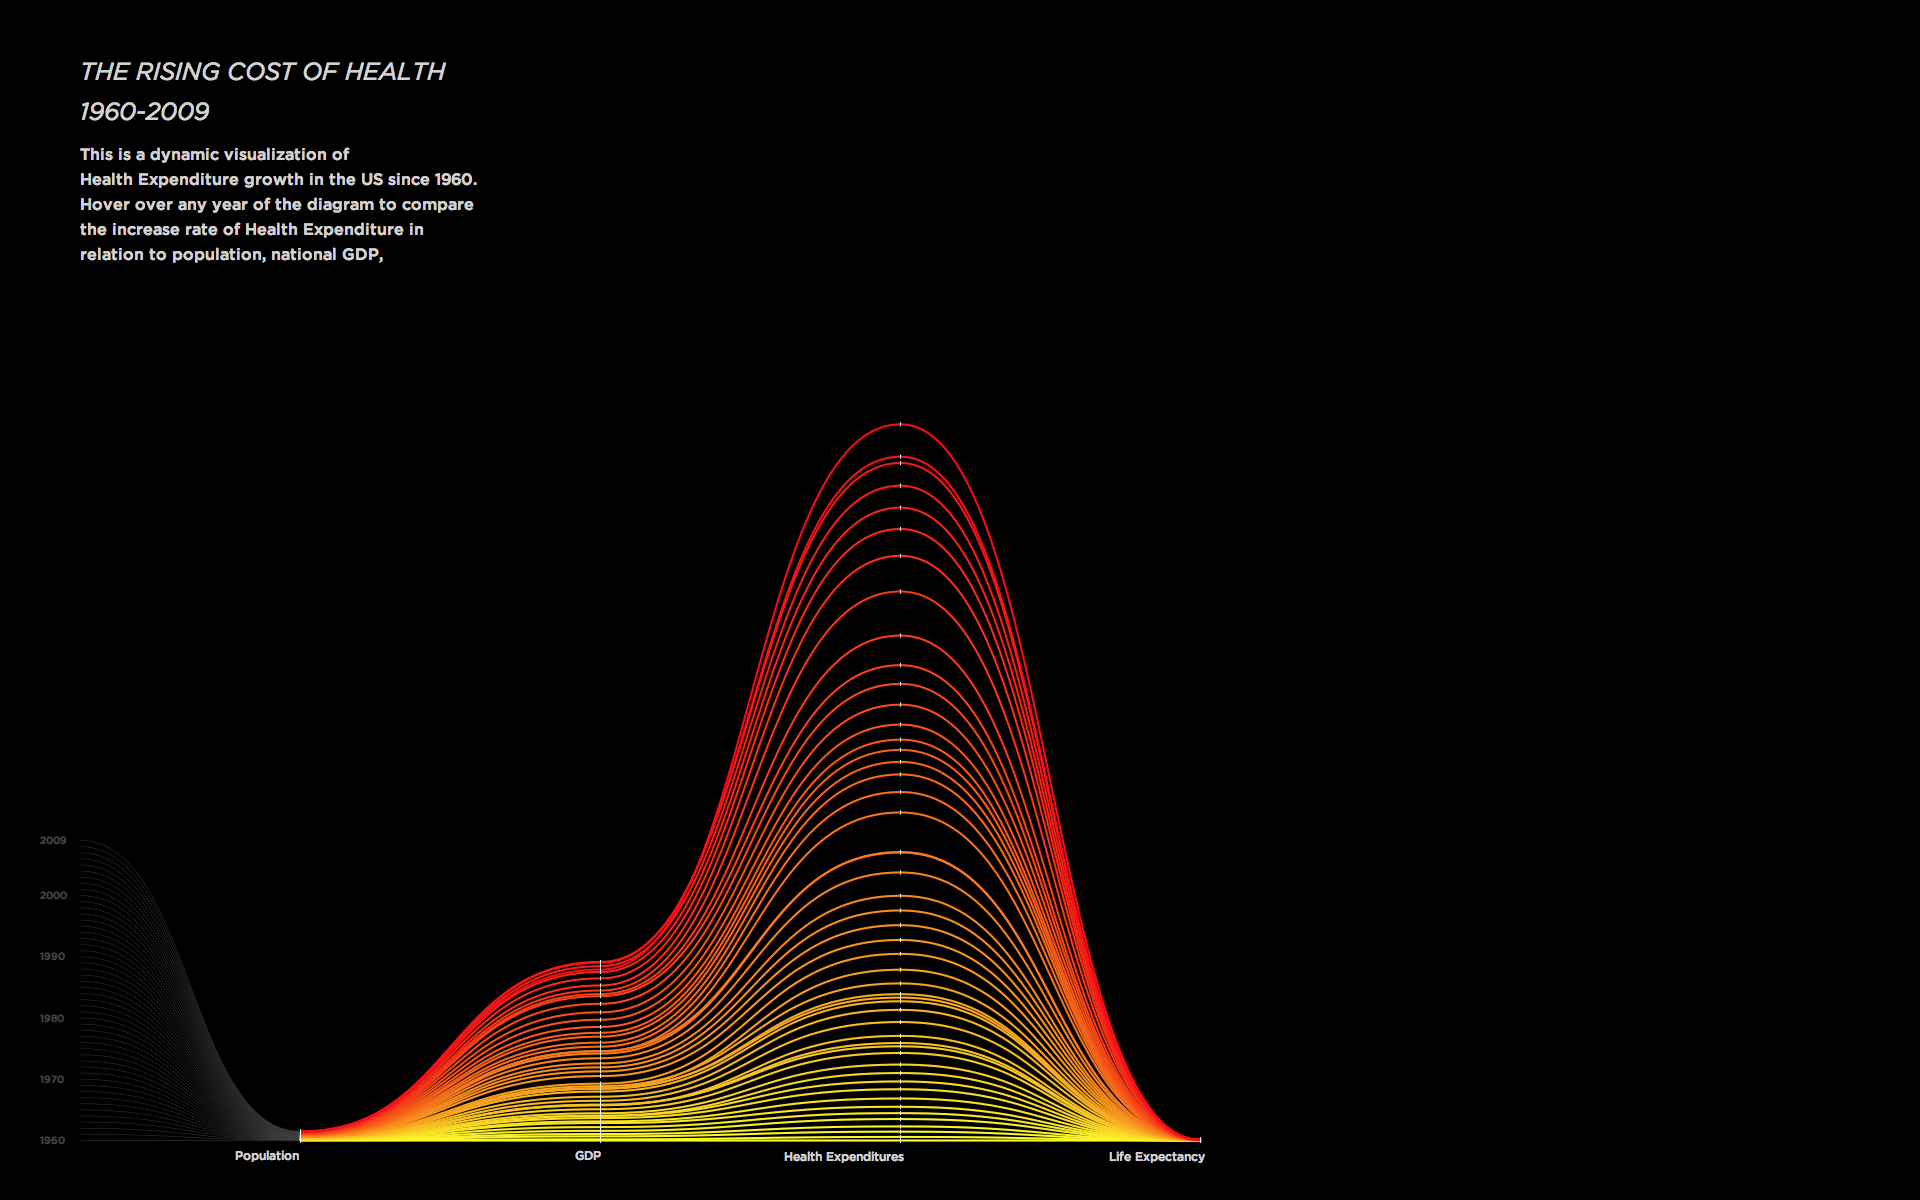 THE RISING COST OF HEALTH
1960-2009
This is a dynamic visualization of
Health Expenditure growth in the US since 1960.
Hover over any year of the diagram to compare
the increase rate of Health Expenditure in
relation to population, national GDP,
2009
2000
1990
1980
1970
1960
Population
GDP
Health Expenditures
Life Expectancy